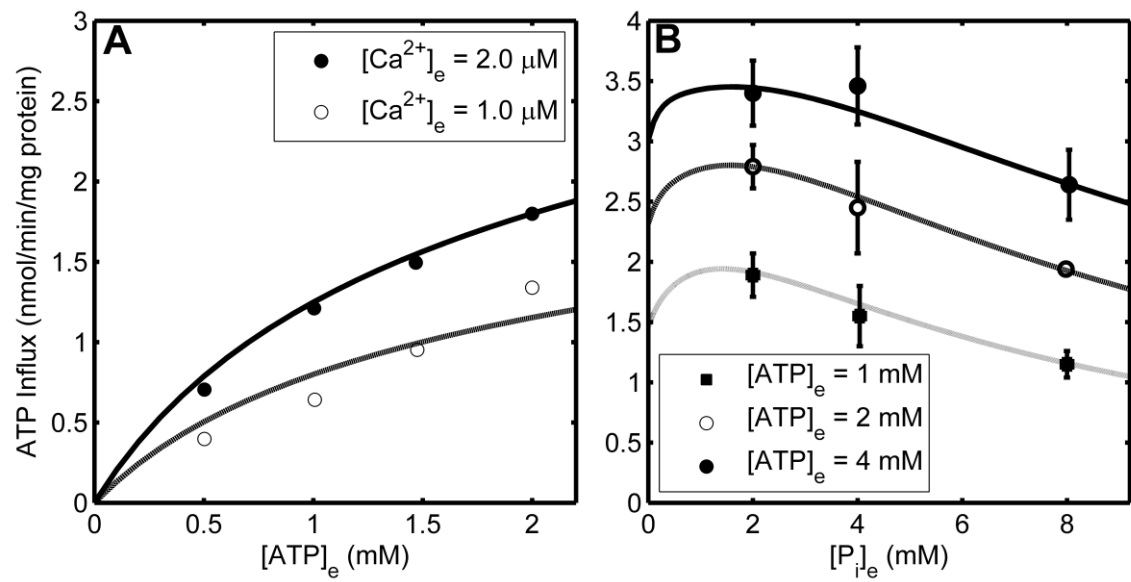 A
[Ca²⁺]ₑ = 2.0 μM
[Ca²⁺]ₑ = 1.0 μM
ATP Influx (nmol/min/mg protein)
3
2.5
2
1.5
1
0.5
0
0
0.5
1
1.5
2
[ATP]ₑ (mM)
B
4
3.5
3
2.5
2
1.5
1
0.5
0
[ATP]ₑ = 1 mM
[ATP]ₑ = 2 mM
[ATP]ₑ = 4 mM
0
2
4
6
8
[Pᵢ]ₑ (mM)